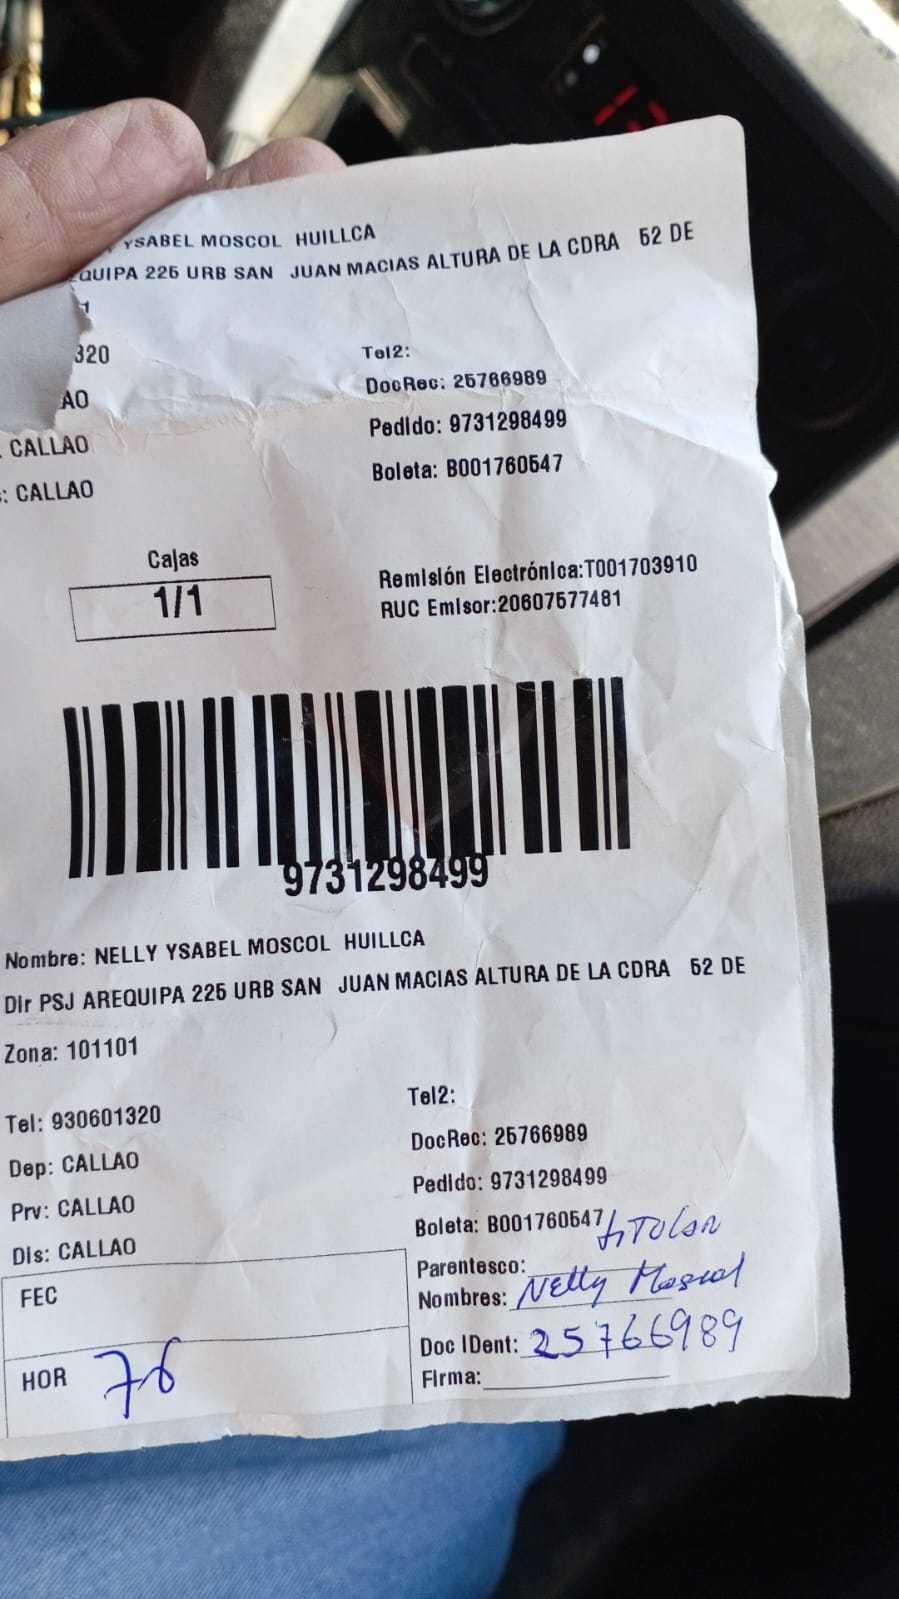 YSABEL MOSCOL HUILLCA
EQUIPA 225 URB SAN JUAN MACIAS ALTURA DE LA CDRA 52 DE
1
320
Tel2:
AO
DocRec: 25766989
CALLAO
Pedido: 9731298499
: CALLAO
Boleta: B001760547
Cajas
1/1
Remisión Electrónica:T001703910
RUC Emisor:20607577481
9731298499
Nombre: NELLY YSABEL MOSCOL HUILLCA
Dir PSJ AREQUIPA 225 URB SAN JUAN MACIAS ALTURA DE LA CDRA 52 DE
Zona: 101101
Tel: 930601320
Tel2:
Dep: CALLAO
DocRec: 25766989
Prv: CALLAO
Pedido: 9731298499
Dis: CALLAO
Boleta: B001760547
FEC
Parentesco: titolar
Nombres: Nelly Moscol
HOR 76
Doc IDent: 25766989
Firma: